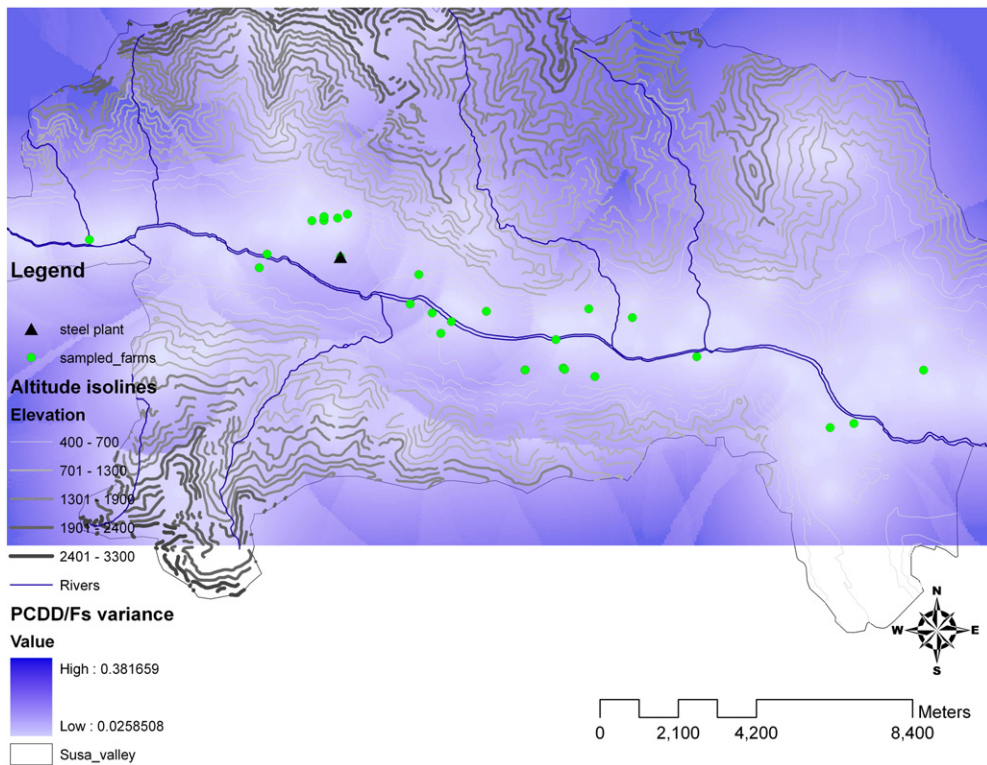 Legend
steel plant
sampled_farms
Altitude isolines
Elevation
400 - 700
701 - 1300
1301 - 1900
1901 - 2400
2401 - 3300
Rivers
PCDD/Fs variance
Value
High : 0.381659
Low : 0.0258508
Susa_valley
N
W E
S
Meters
0 2,100 4,200 8,400